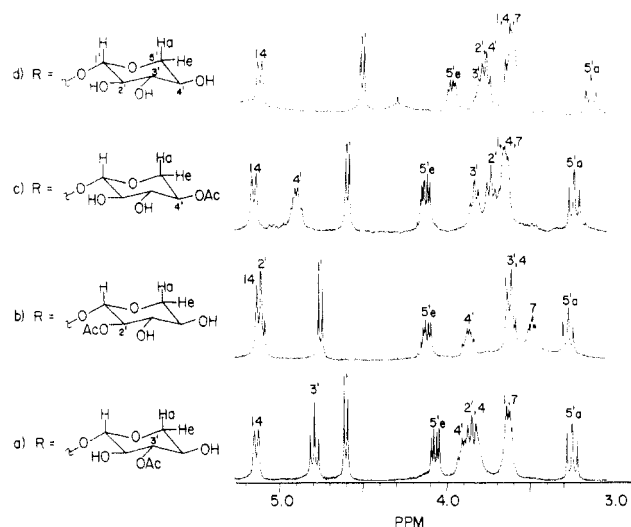 d) R =
H
Ha
5'
O
He
1'
O
3'
OH
HO
2'
OH
4'
14
5'e
3'
2' 4'
1,4,7
5'a
c) R =
H
Ha
O
He
O
OAc
HO
OH
4'
14
4'
5'e
3'
2'
4,7
5'a
b) R =
H
Ha
O
He
O
OH
AcO
2'
OH
14
2'
5'e
4'
3',4
7
5'a
a) R =
H
Ha
O
He
O
3'
OH
HO
OAc
14
3'
5'e
4'
2',4
1,7
5'a
5.0 4.0 3.0
PPM